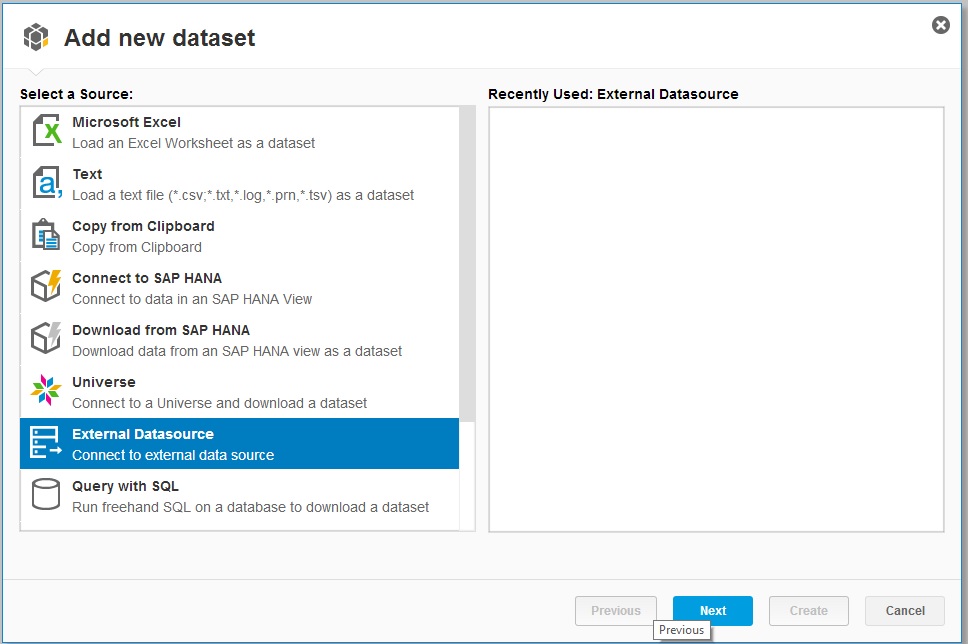 Add new dataset
Select a Source:
Microsoft Excel
Load an Excel Worksheet as a dataset
Text
Load a text file (*.csv;*.txt,*.log,*.prn,*.tsv) as a dataset
Copy from Clipboard
Copy from Clipboard
Connect to SAP HANA
Connect to data in an SAP HANA View
Download from SAP HANA
Download data from an SAP HANA view as a dataset
Universe
Connect to a Universe and download a dataset
External Datasource
Connect to external data source
Query with SQL
Run freehand SQL on a database to download a dataset
Recently Used: External Datasource
Previous
Next
Create
Cancel
Previous